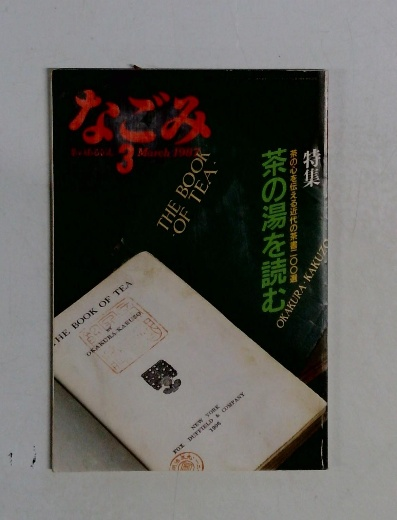 なごみ
3
March 198
THE BOOK
OF TEA.
特集
茶の心を伝える近代の茶書一〇〇選
茶の湯を読む
OKAKURA-KAKUZO
THE BOOK OF TEA
BY
OKAKURA-KAKUZO
NEW YORK
FOX DUFFIELD & COMPANY
1906